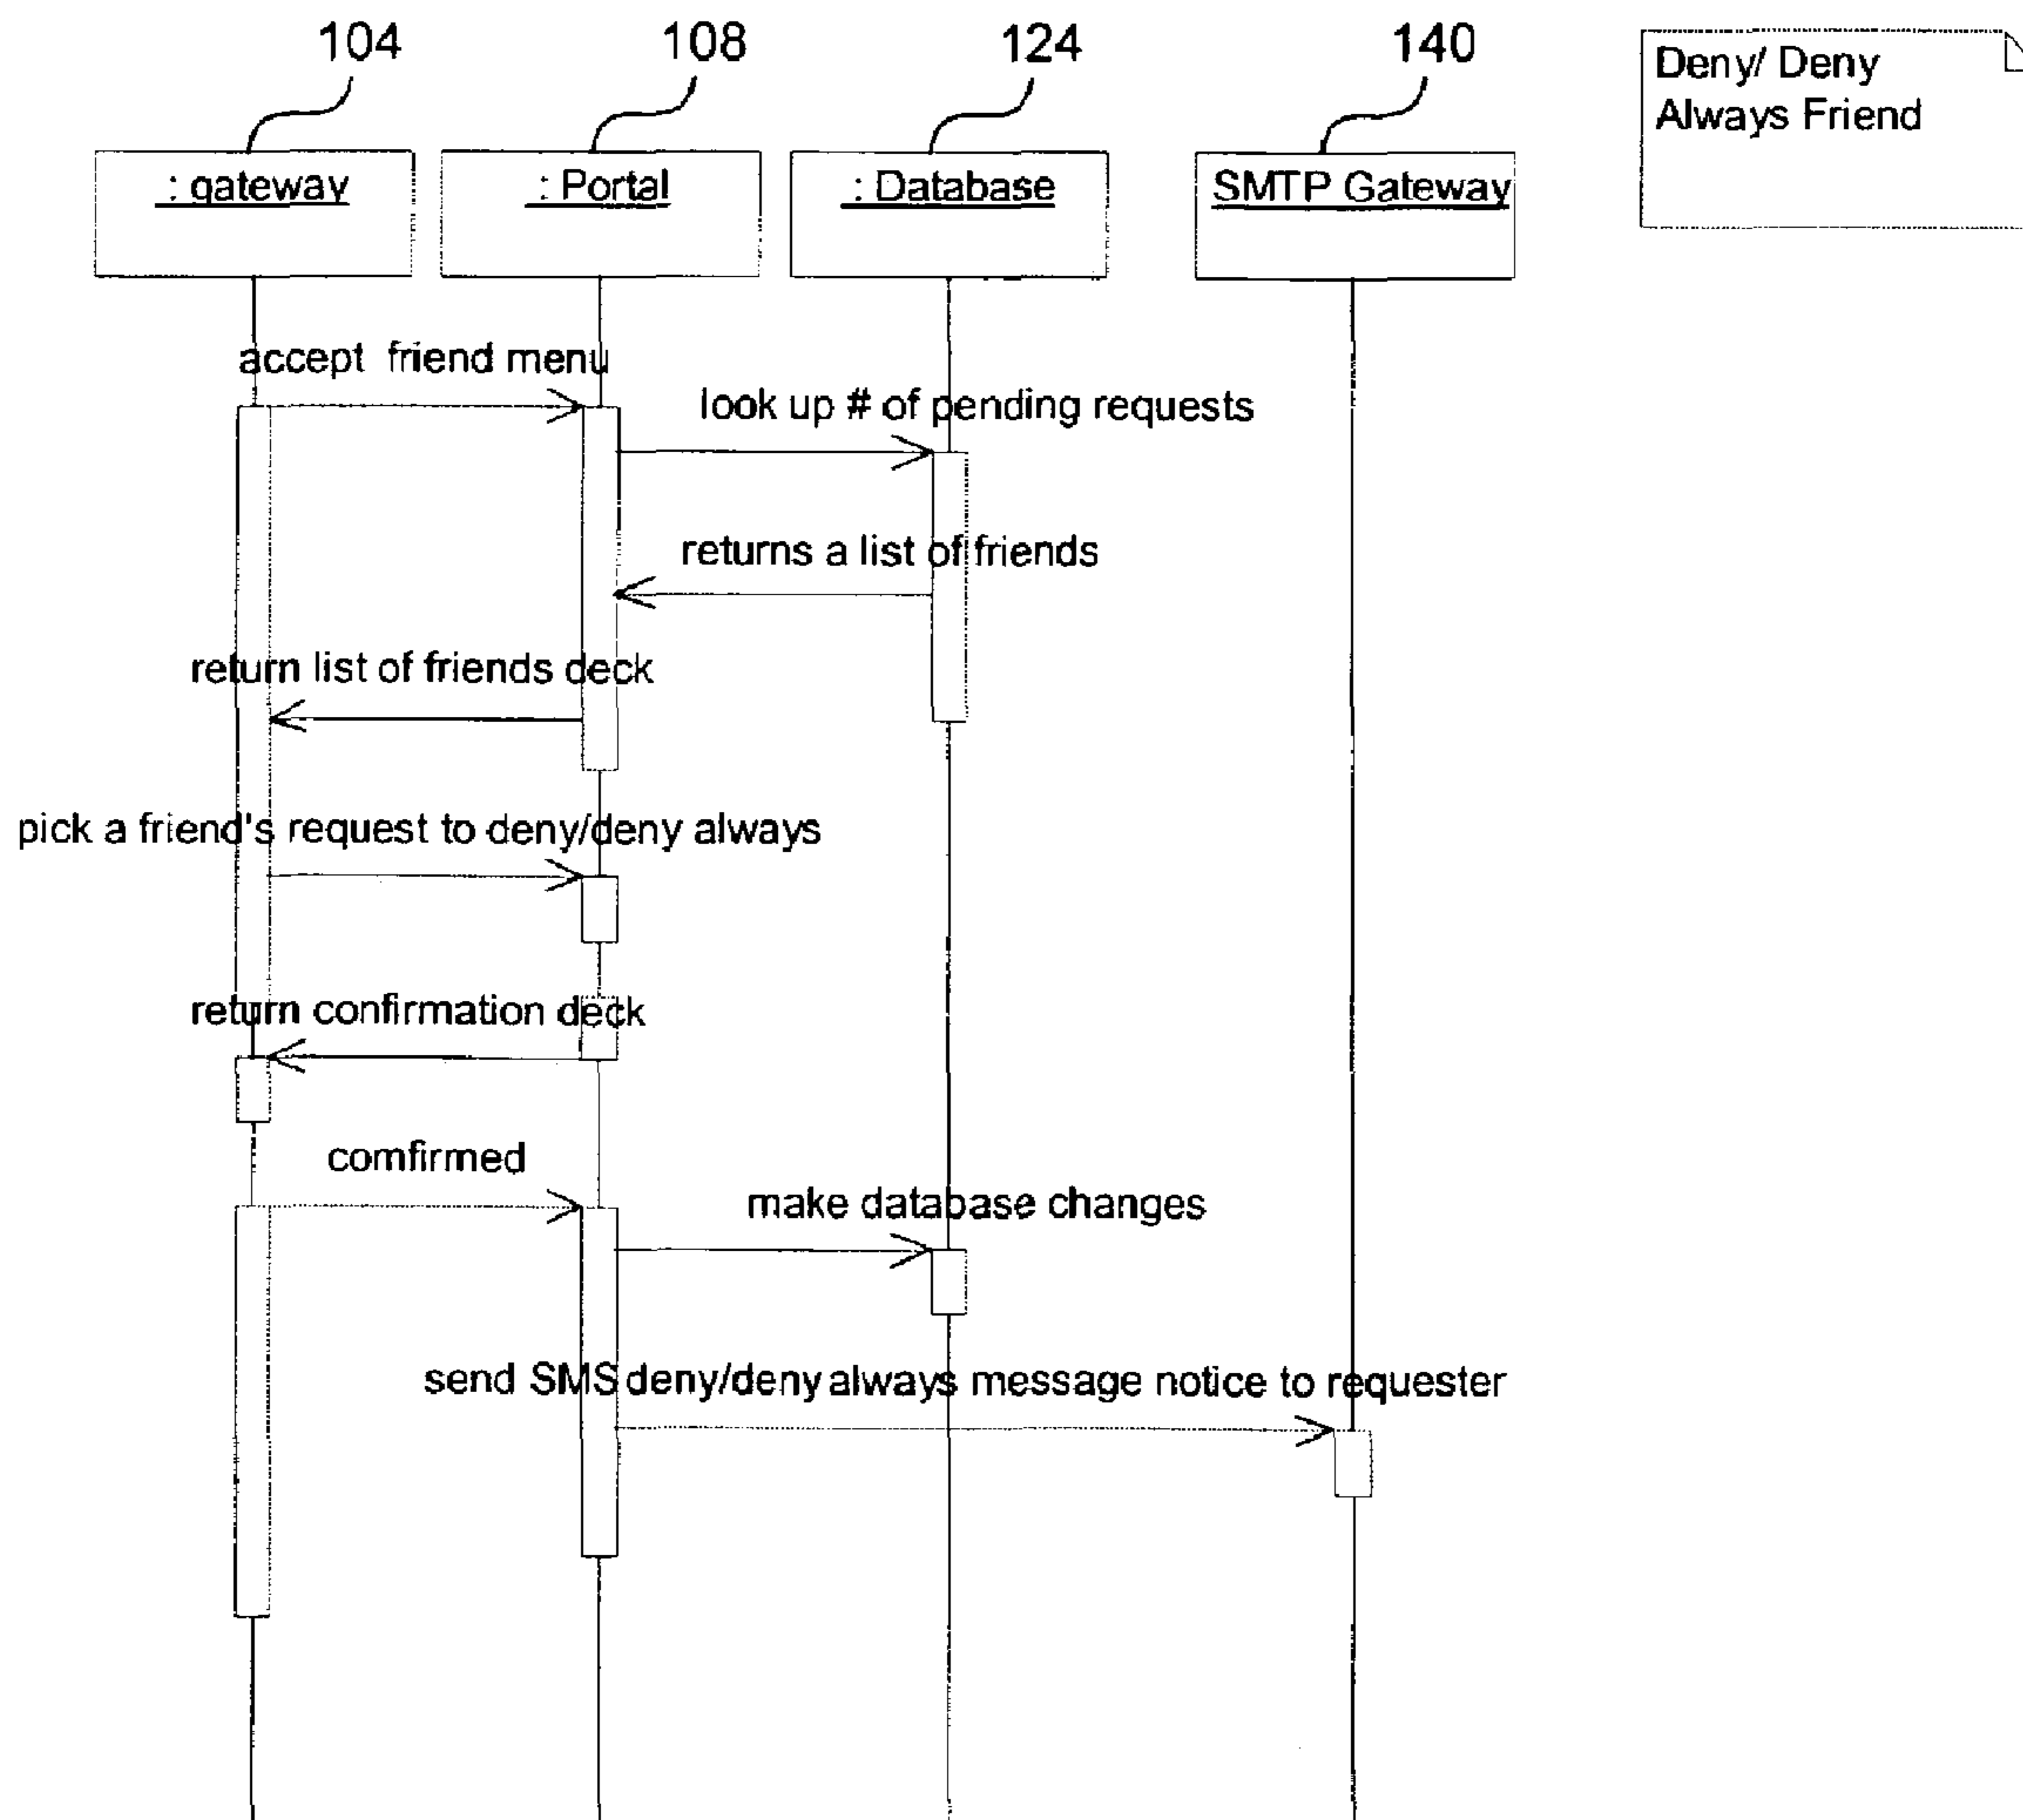 104
108
124
140
Deny/ Deny
Always Friend
: gateway
: Portal
: Database
SMTP Gateway
accept friend menu
look up # of pending requests
returns a list of friends
return list of friends deck
pick a friend's request to deny/deny always
return confirmation deck
comfirmed
make database changes
send SMS deny/deny always message notice to requester